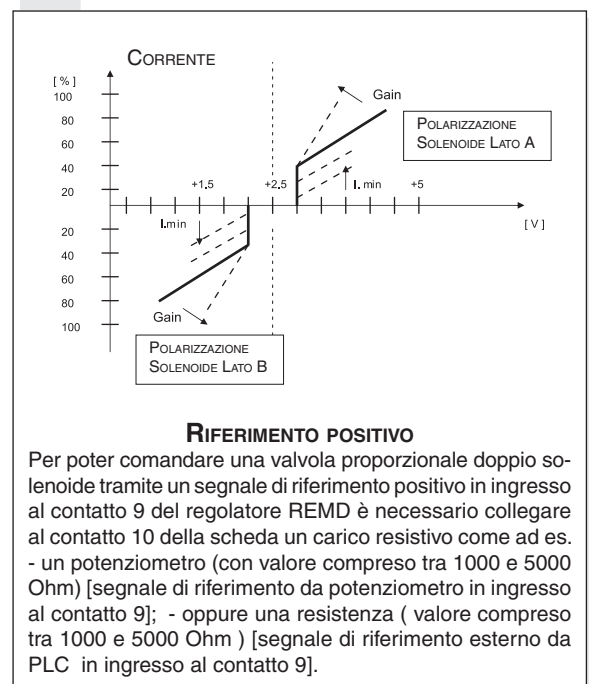 CORRENTE
[ % ]
100
80
60
40
20
20
40
60
80
100
+1.5
+2.5
+5
[ V ]
Gain
I. min
POLARIZZAZIONE
SOLENOIDE LATO A
I.min
Gain
POLARIZZAZIONE
SOLENOIDE LATO B
RIFERIMENTO POSITIVO
Per poter comandare una valvola proporzionale doppio so-
lenoide tramite un segnale di riferimento positivo in ingresso
al contatto 9 del regolatore REMD è necessario collegare
al contatto 10 della scheda un carico resistivo come ad es.
- un potenziometro (con valore compreso tra 1000 e 5000
Ohm) [segnale di riferimento da potenziometro in ingresso
al contatto 9]; - oppure una resistenza ( valore compreso
tra 1000 e 5000 Ohm ) [segnale di riferimento esterno da
PLC in ingresso al contatto 9].